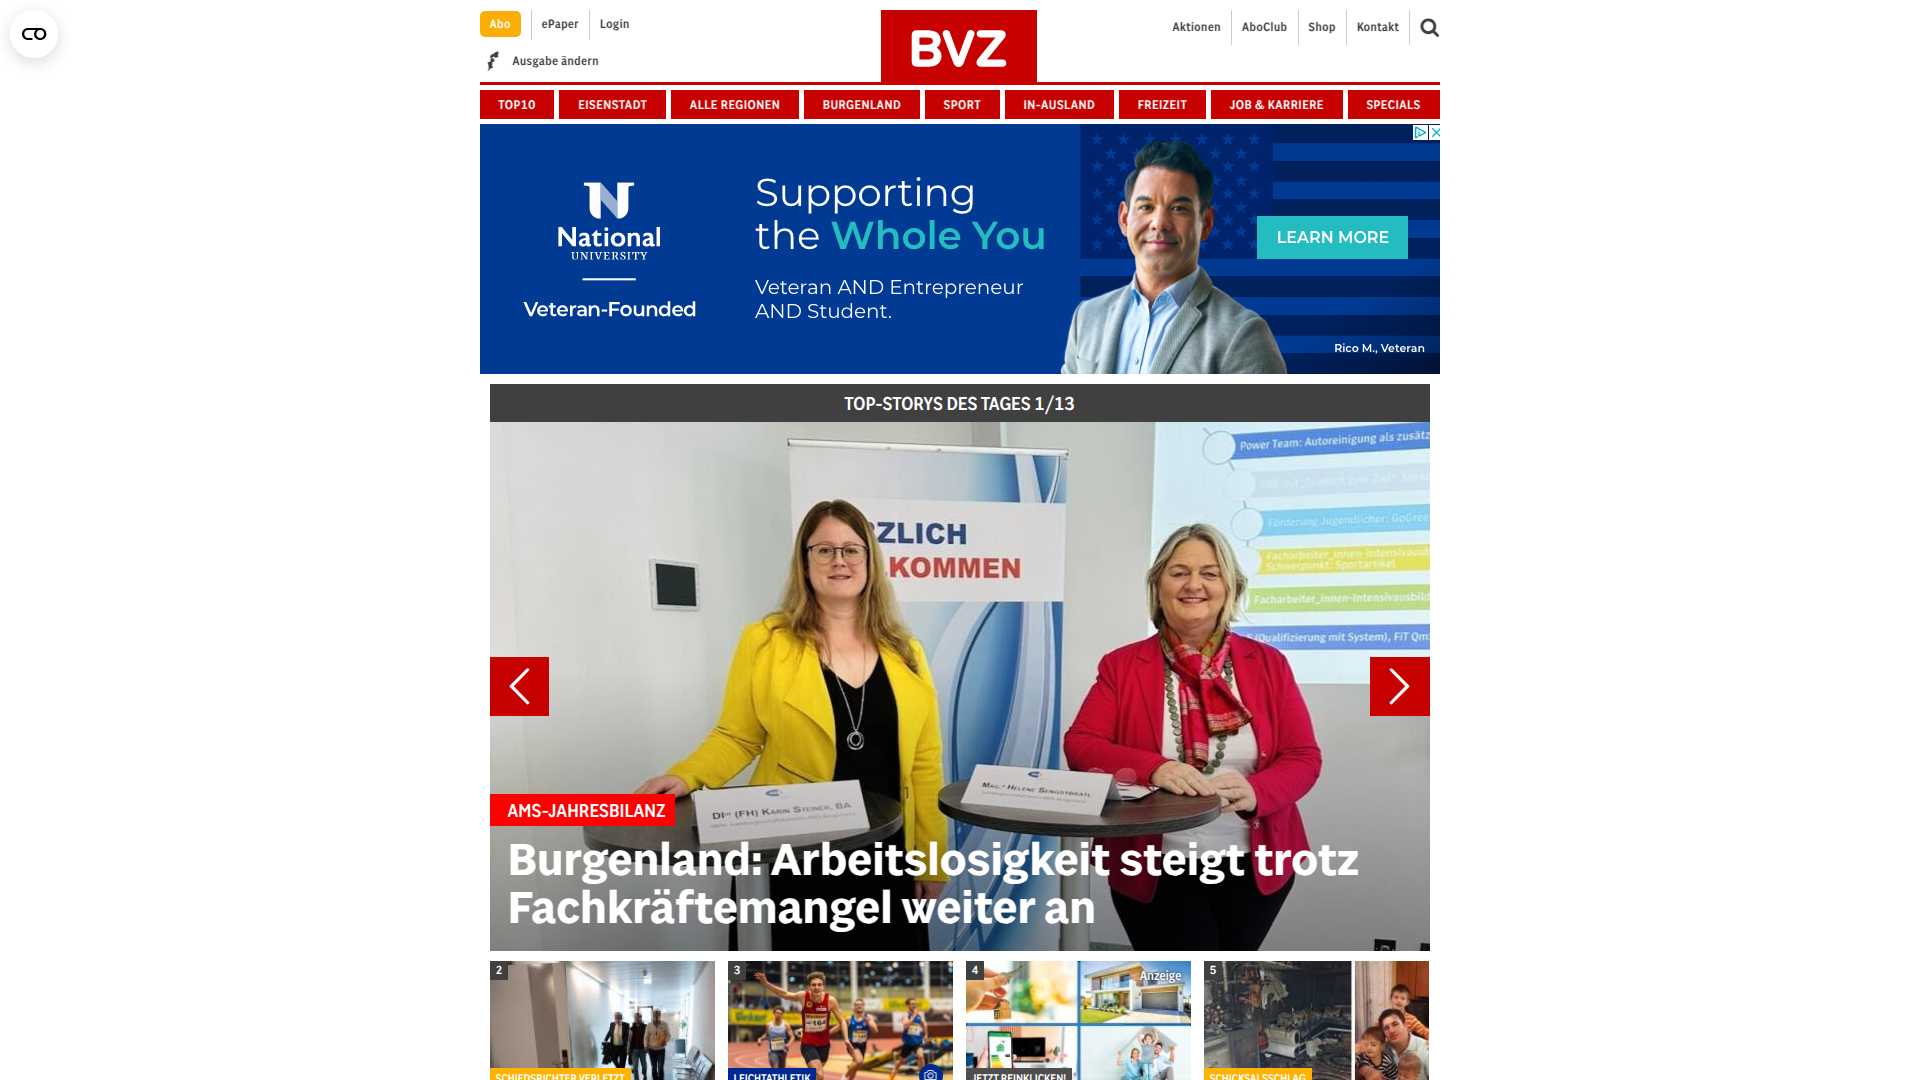 Abo
ePaper
Login
Ausgabe ändern
BVZ
Aktionen
AboClub
Shop
Kontakt
TOP10
EISENSTADT
ALLE REGIONEN
BURGENLAND
SPORT
IN-AUSLAND
FREIZEIT
JOB & KARRIERE
SPECIALS
N
National
UNIVERSITY
Veteran-Founded
Supporting
the Whole You
Veteran AND Entrepreneur
AND Student.
LEARN MORE
Rico M., Veteran
TOP-STORYS DES TAGES 1/13
Power Team: Autoreinigung als zusätz
Förderung Jugendlicher: GoGree
Facharbeiter_innen-Intensivausb
Schwerpunkt: Sportartikel
Facharbeiter_innen-Intensivausbild
(Qualifizierung mit System), FiT Qm
ZLICH
KOMMEN
DIin (FH) Karin Steiner, BA
Mag.a Helene Sengstbratl
AMS-JAHRESBILANZ
Burgenland: Arbeitslosigkeit steigt trotz
Fachkräftemangel weiter an
2
3
4
Anzeige
5
164
SCHIEDSRICHTER VERLETZT
LEICHTATHLETIK
JETZT REINKLICKEN!
SCHICKSALSSCHLAG